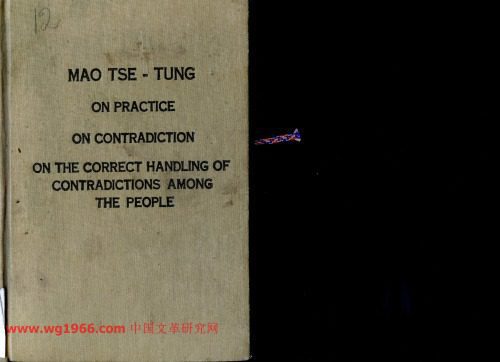 12
MAO TSE - TUNG
ON PRACTICE
ON CONTRADICTION
ON THE CORRECT HANDLING OF
CONTRADICTIONS AMONG
THE PEOPLE
www.wg1966.com 中国文革研究网